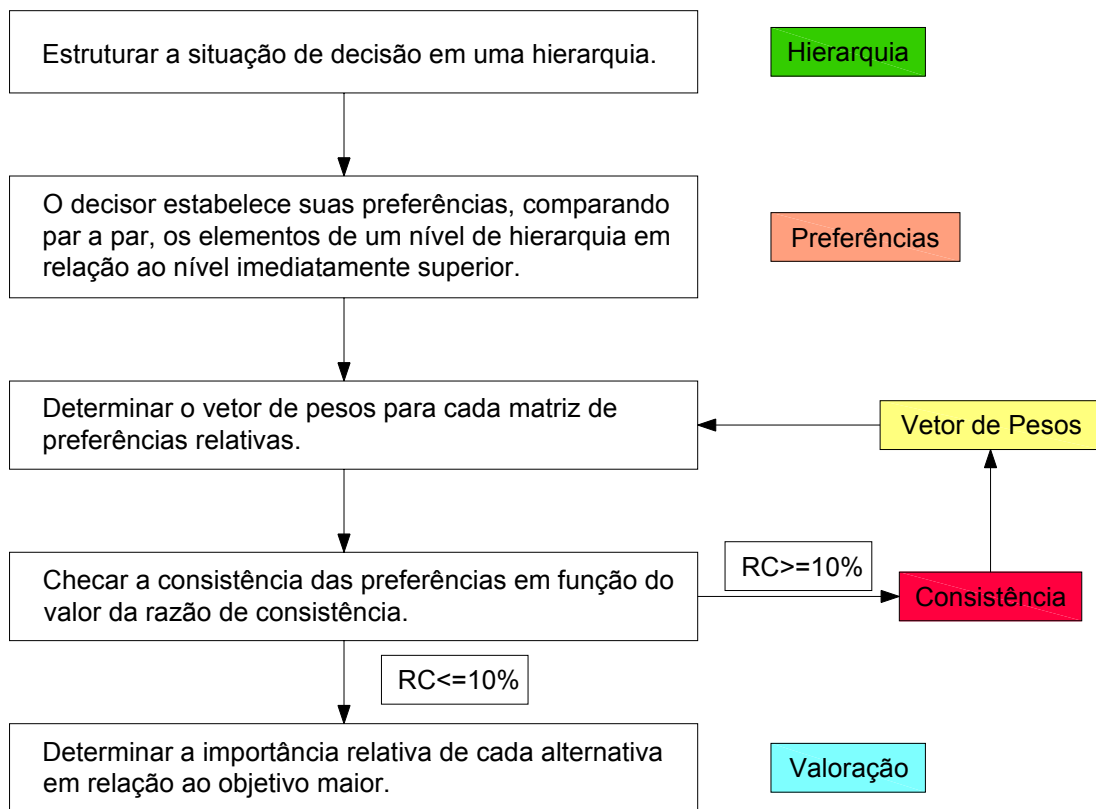 Estruturar a situação de decisão em uma hierarquia.
Hierarquia
O decisor estabelece suas preferências, comparando
par a par, os elementos de um nível de hierarquia em
relação ao nível imediatamente superior.
Preferências
Determinar o vetor de pesos para cada matriz de
preferências relativas.
Vetor de Pesos
Checar a consistência das preferências em função do
valor da razão de consistência.
RC>=10%
Consistência
RC<=10%
Determinar a importância relativa de cada alternativa
em relação ao objetivo maior.
Valoração